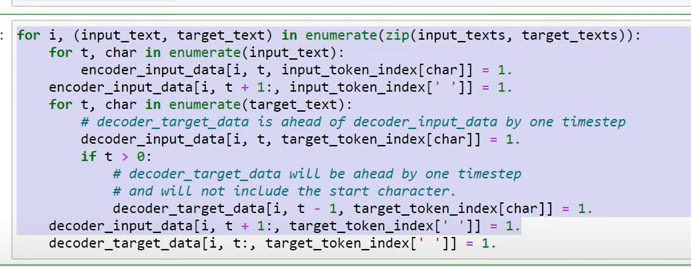 for i, (input_text, target_text) in enumerate(zip(input_texts, target_texts)):
    for t, char in enumerate(input_text):
        encoder_input_data[i, t, input_token_index[char]] = 1.
    encoder_input_data[i, t + 1:, input_token_index[' ']] = 1.
    for t, char in enumerate(target_text):
        # decoder_target_data is ahead of decoder_input_data by one timestep
        decoder_input_data[i, t, target_token_index[char]] = 1.
        if t > 0:
            # decoder_target_data will be ahead by one timestep
            # and will not include the start character.
            decoder_target_data[i, t - 1, target_token_index[char]] = 1.
    decoder_input_data[i, t + 1:, target_token_index[' ']] = 1.
    decoder_target_data[i, t:, target_token_index[' ']] = 1.